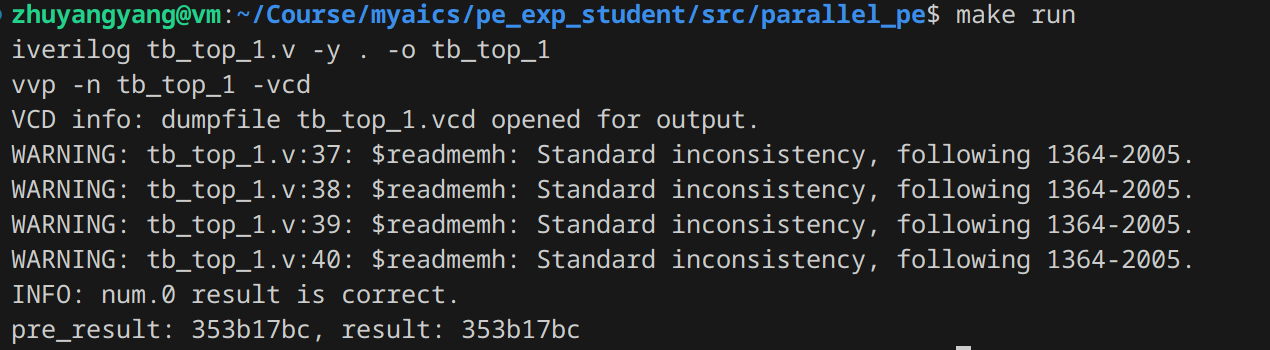 zhuyangyang@vm:~/Course/myaics/pe_exp_student/src/parallel_pe$ make run
iverilog tb_top_1.v -y . -o tb_top_1
vvp -n tb_top_1 -vcd
VCD info: dumpfile tb_top_1.vcd opened for output.
WARNING: tb_top_1.v:37: $readmemh: Standard inconsistency, following 1364-2005.
WARNING: tb_top_1.v:38: $readmemh: Standard inconsistency, following 1364-2005.
WARNING: tb_top_1.v:39: $readmemh: Standard inconsistency, following 1364-2005.
WARNING: tb_top_1.v:40: $readmemh: Standard inconsistency, following 1364-2005.
INFO: num.0 result is correct.
pre_result: 353b17bc, result: 353b17bc